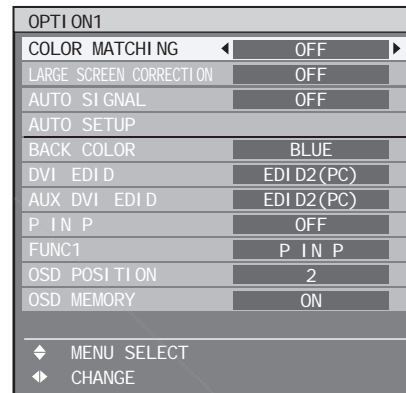 OPTION1
COLOR MATCHING OFF
LARGE SCREEN CORRECTION OFF
AUTO SIGNAL OFF
AUTO SETUP
BACK COLOR BLUE
DVI EDID EDID2(PC)
AUX DVI EDID EDID2(PC)
P IN P OFF
FUNC1 P IN P
OSD POSITION 2
OSD MEMORY ON
MENU SELECT
CHANGE